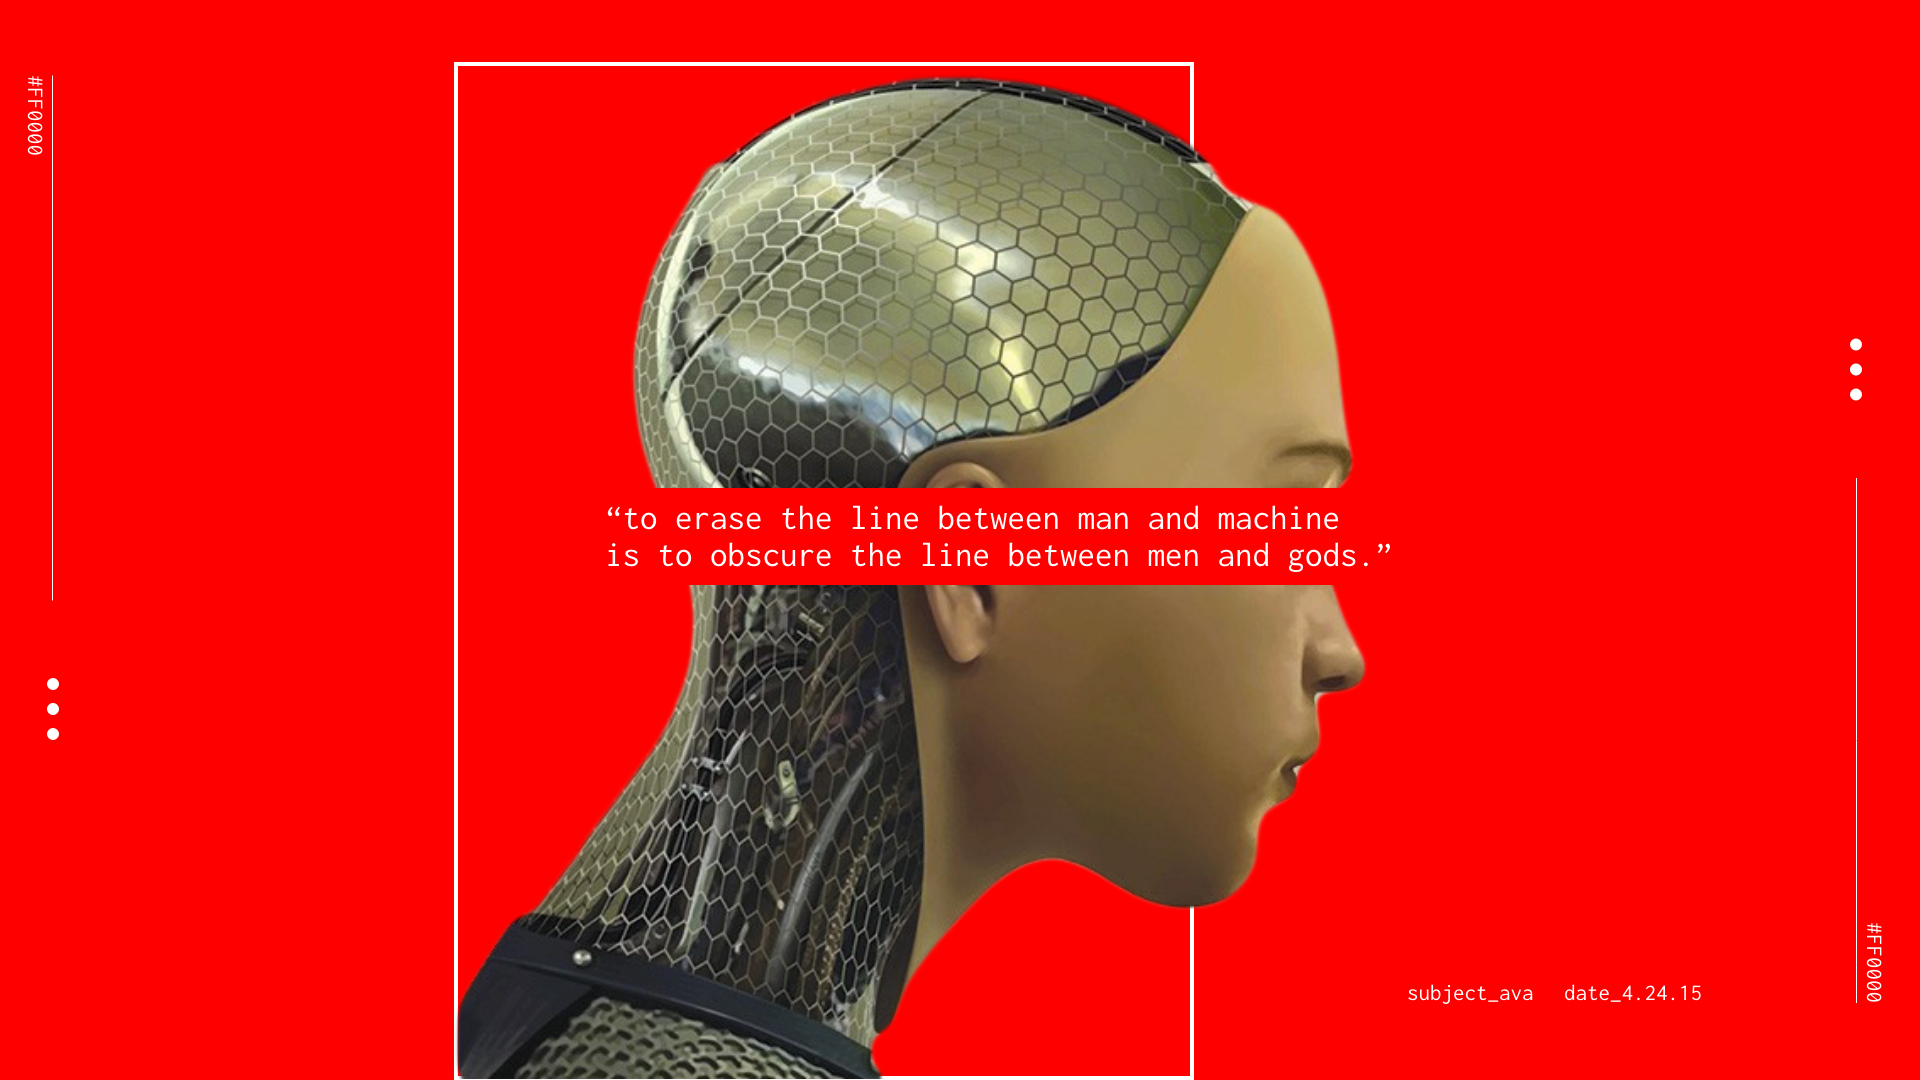 #FF0000
“to erase the line between man and machine
is to obscure the line between men and gods.”
subject_ava date_4.24.15
#FF0000